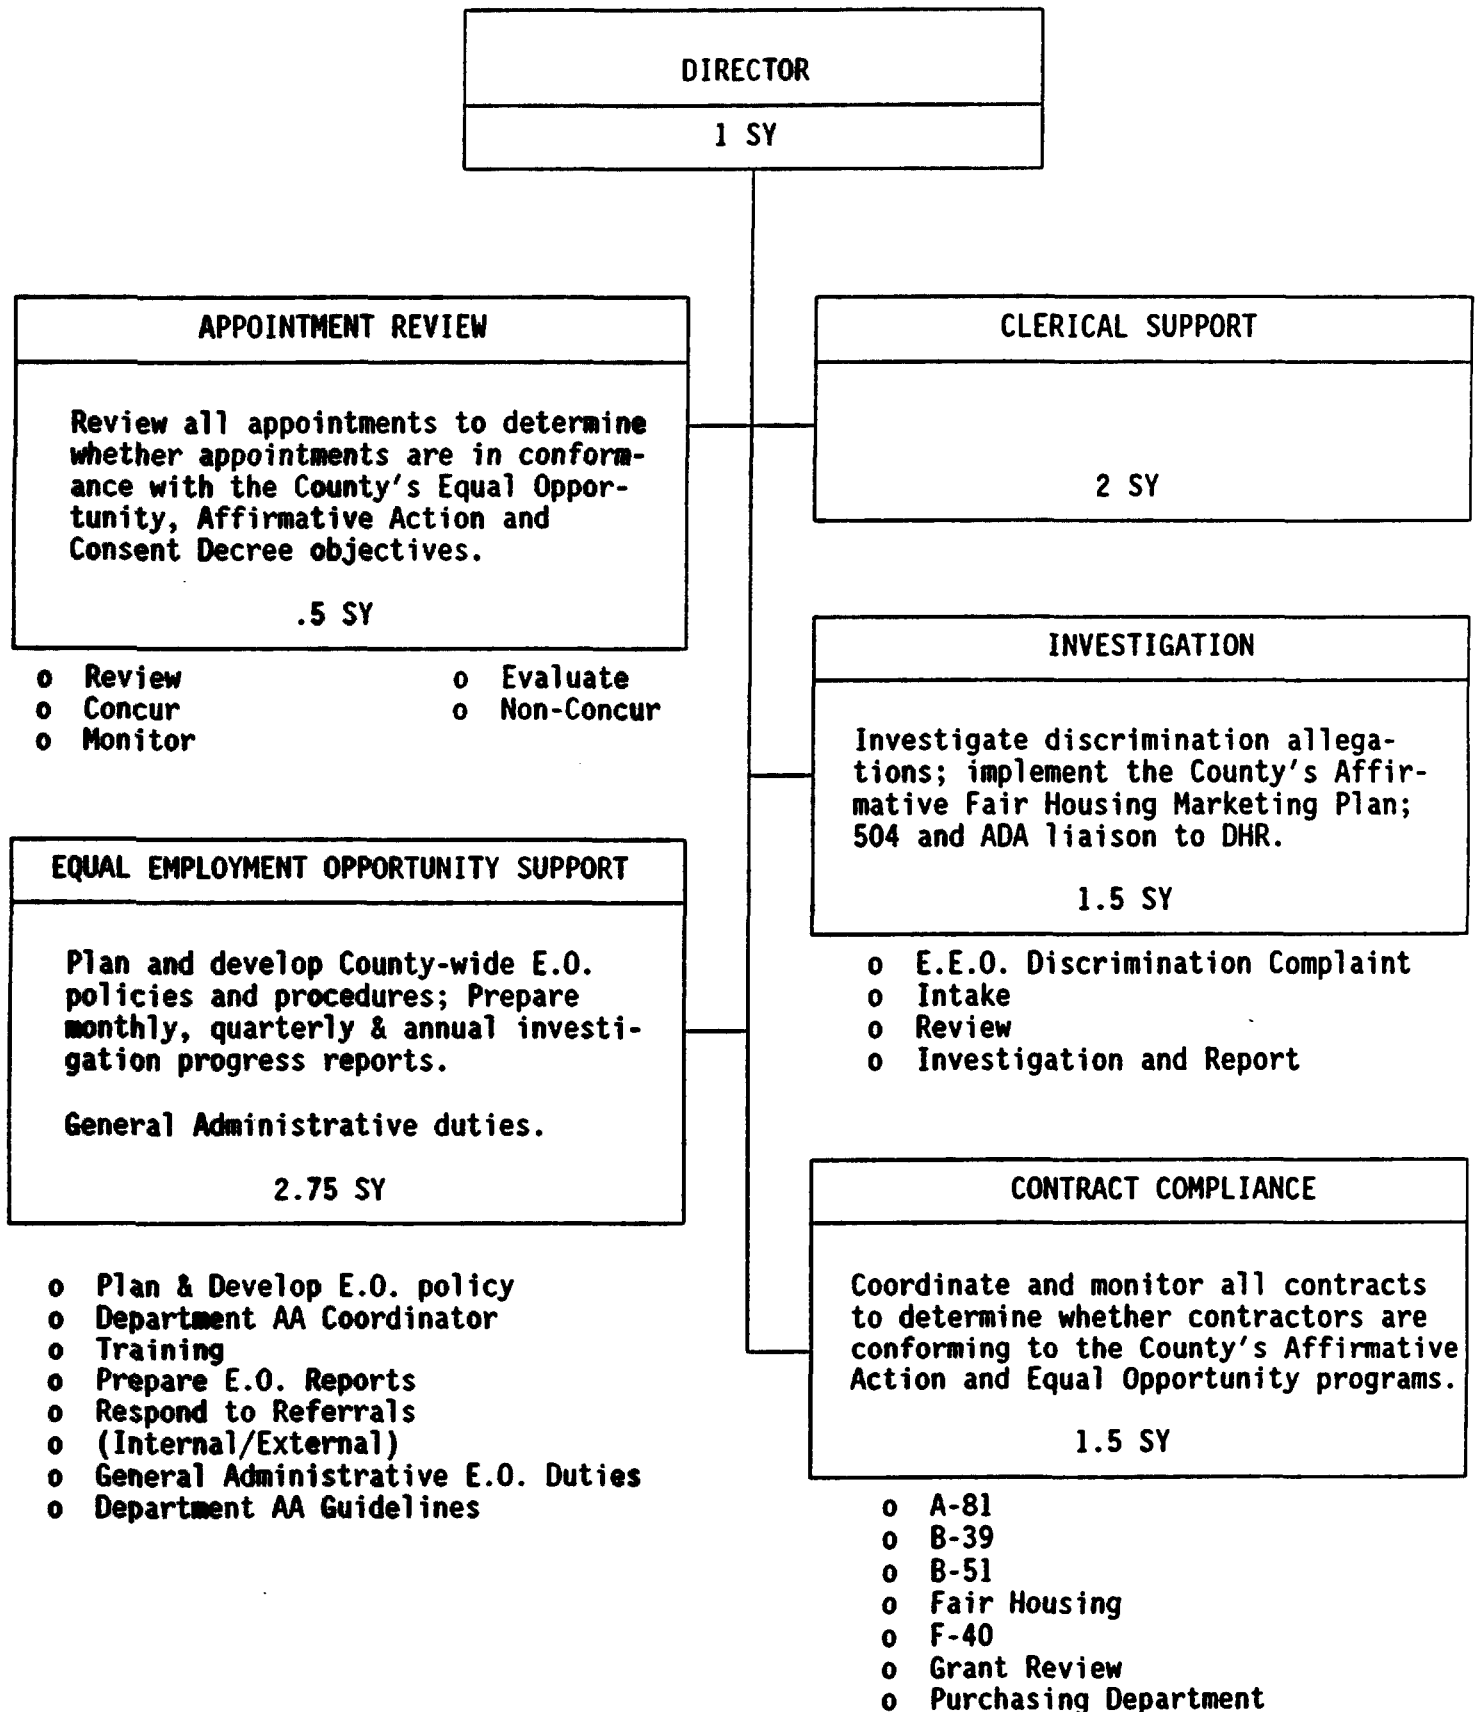 DIRECTOR
1 SY
APPOINTMENT REVIEW
Review all appointments to determine
whether appointments are in conform-
ance with the County's Equal Oppor-
tunity, Affirmative Action and
Consent Decree objectives.
.5 SY
o Review
o Concur
o Monitor
o Evaluate
o Non-Concur
CLERICAL SUPPORT
2 SY
INVESTIGATION
Investigate discrimination allega-
tions; implement the County's Affir-
mative Fair Housing Marketing Plan;
504 and ADA liaison to DHR.
1.5 SY
o E.E.O. Discrimination Complaint
o Intake
o Review
o Investigation and Report
EQUAL EMPLOYMENT OPPORTUNITY SUPPORT
Plan and develop County-wide E.O.
policies and procedures; Prepare
monthly, quarterly & annual investi-
gation progress reports.
General Administrative duties.
2.75 SY
o Plan & Develop E.O. policy
o Department AA Coordinator
o Training
o Prepare E.O. Reports
o Respond to Referrals
o (Internal/External)
o General Administrative E.O. Duties
o Department AA Guidelines
CONTRACT COMPLIANCE
Coordinate and monitor all contracts
to determine whether contractors are
conforming to the County's Affirmative
Action and Equal Opportunity programs.
1.5 SY
o A-81
o B-39
o B-51
o Fair Housing
o F-40
o Grant Review
o Purchasing Department